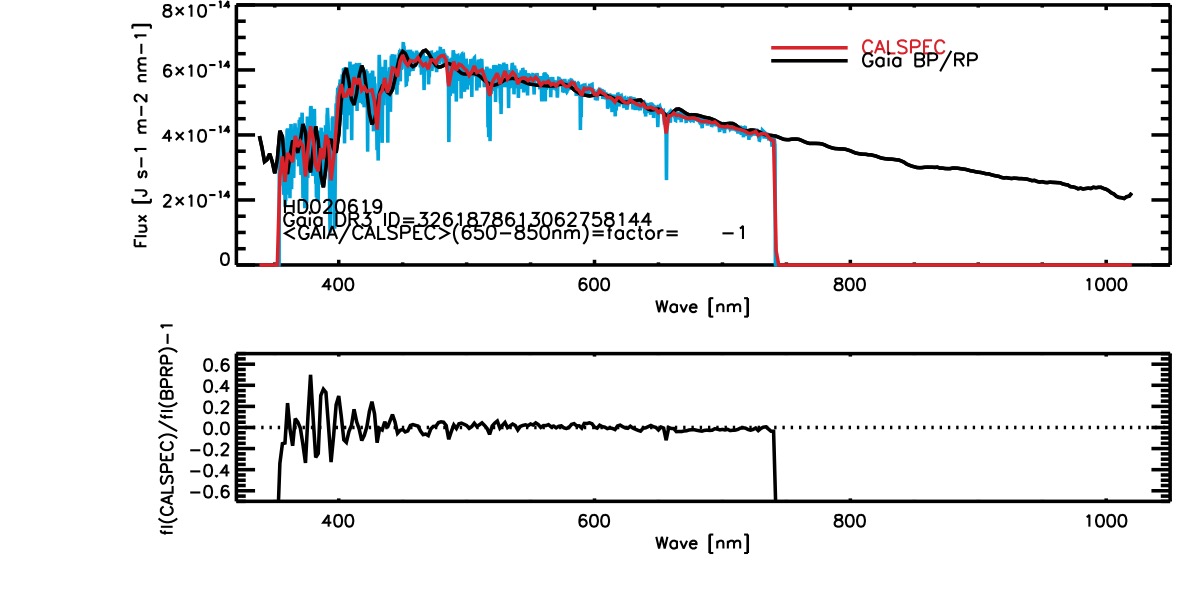 8×10−14
6×10−14
4×10−14
2×10−14
0
Flux [J s−1 m−2 nm−1]
CALSPEC
Gaia BP/RP
HD020619
Gaia DR3 ID=3261878613062758144
<GAIA/CALSPEC>(650−850nm)=factor= −1
400 600 800 1000
Wave [nm]
fl(CALSPEC)/fl(BPRP)−1
0.6
0.4
0.2
0.0
−0.2
−0.4
−0.6
400 600 800 1000
Wave [nm]